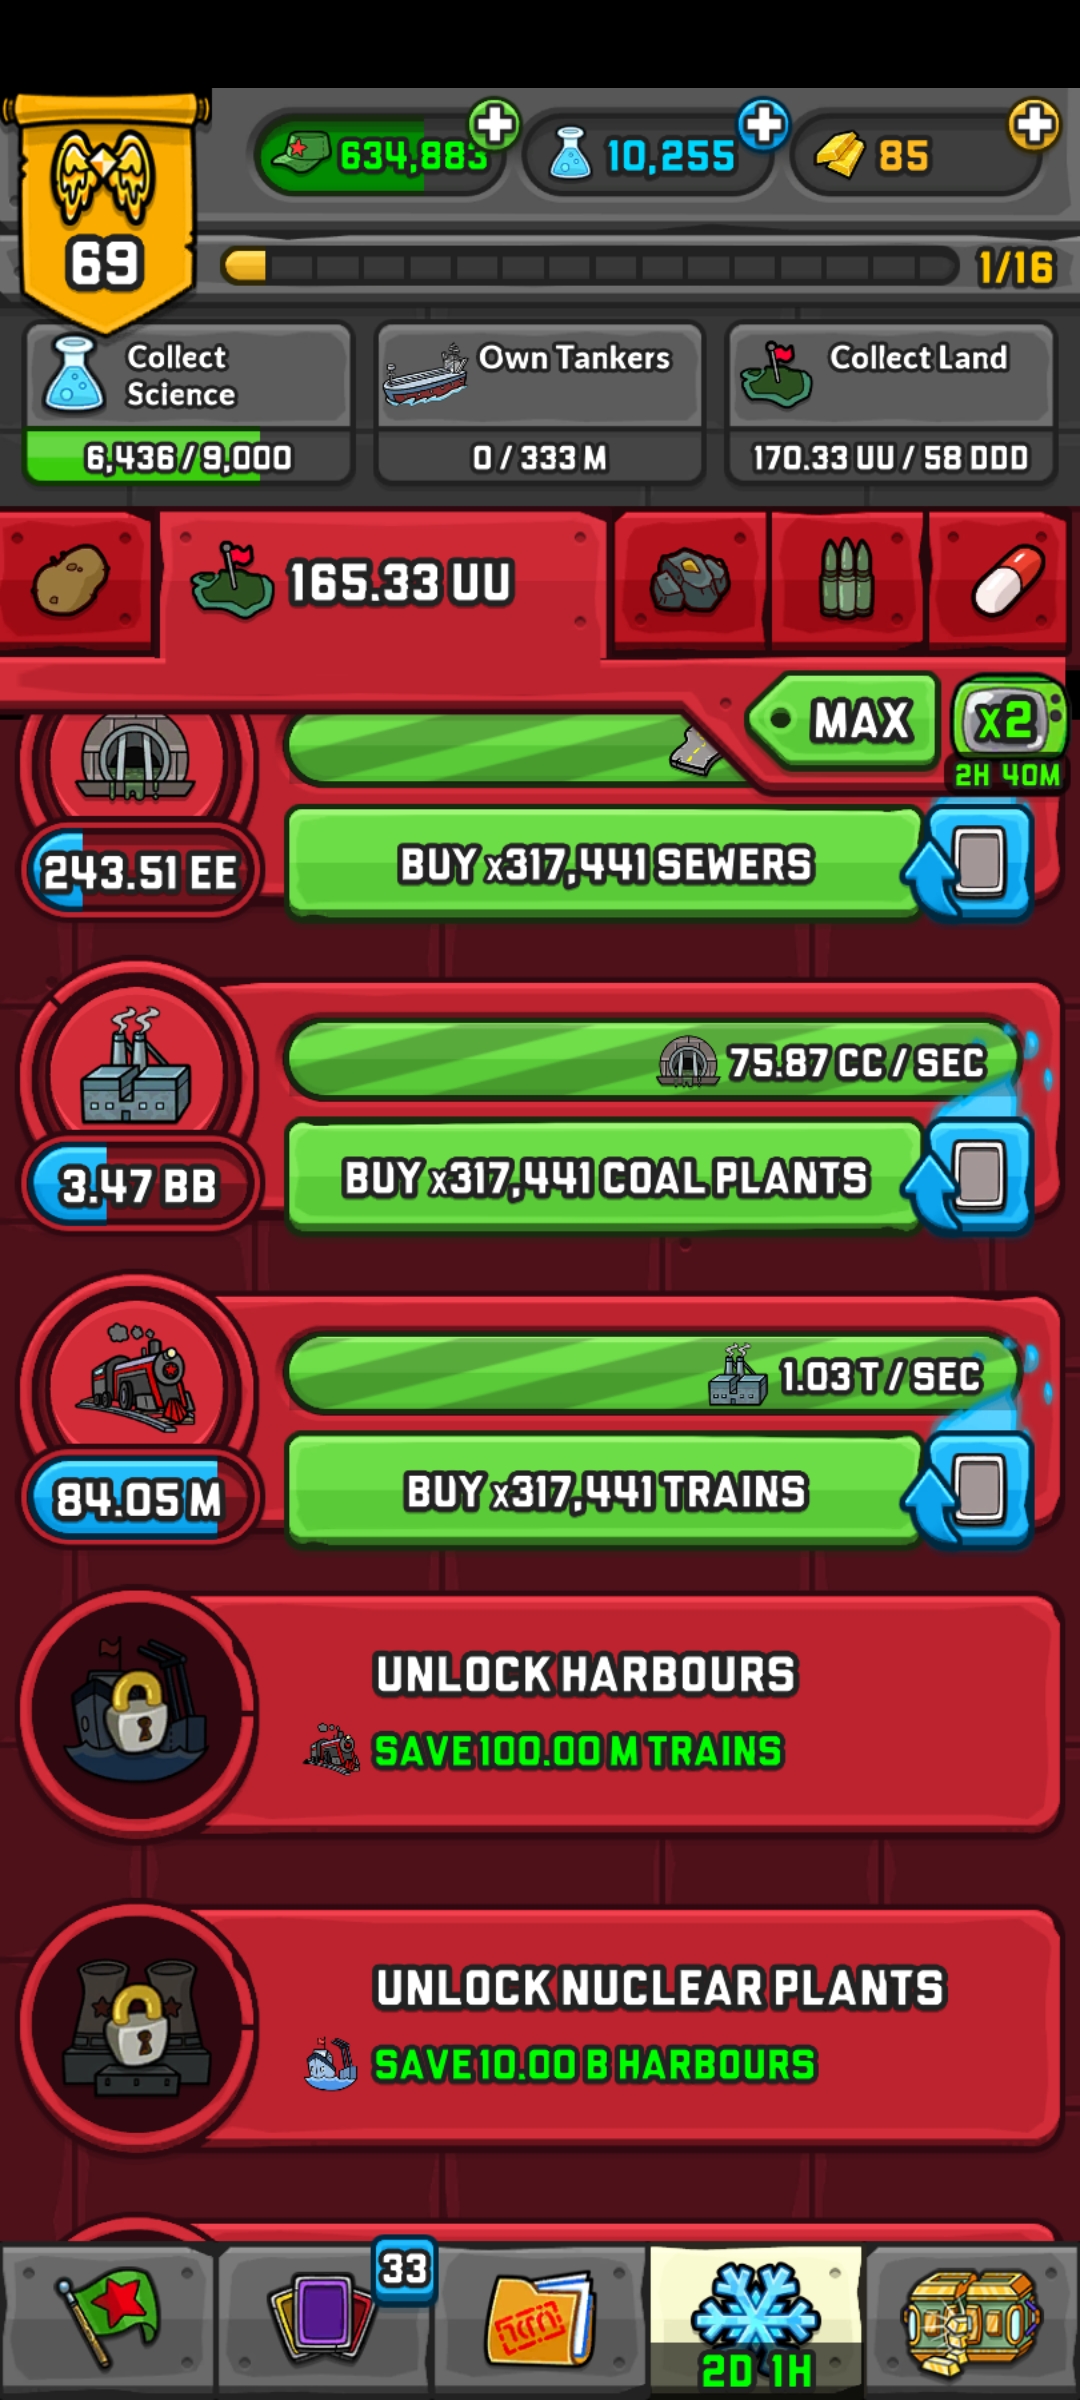 634,883
10,255
85
69
1/16
Collect
Science
6,436/9,000
Own Tankers
0/333 M
Collect Land
170.33 UU/58 DDD
165.33 UU
MAX
x2
2H 40M
243.51 EE
BUY x317,441 SEWERS
75.87 CC/SEC
3.47 BB
BUY x317,441 COAL PLANTS
1.03 T/SEC
84.05 M
BUY x317,441 TRAINS
UNLOCK HARBOURS
SAVE 100.00 M TRAINS
UNLOCK NUCLEAR PLANTS
SAVE 10.00 B HARBOURS
33
2D 1H